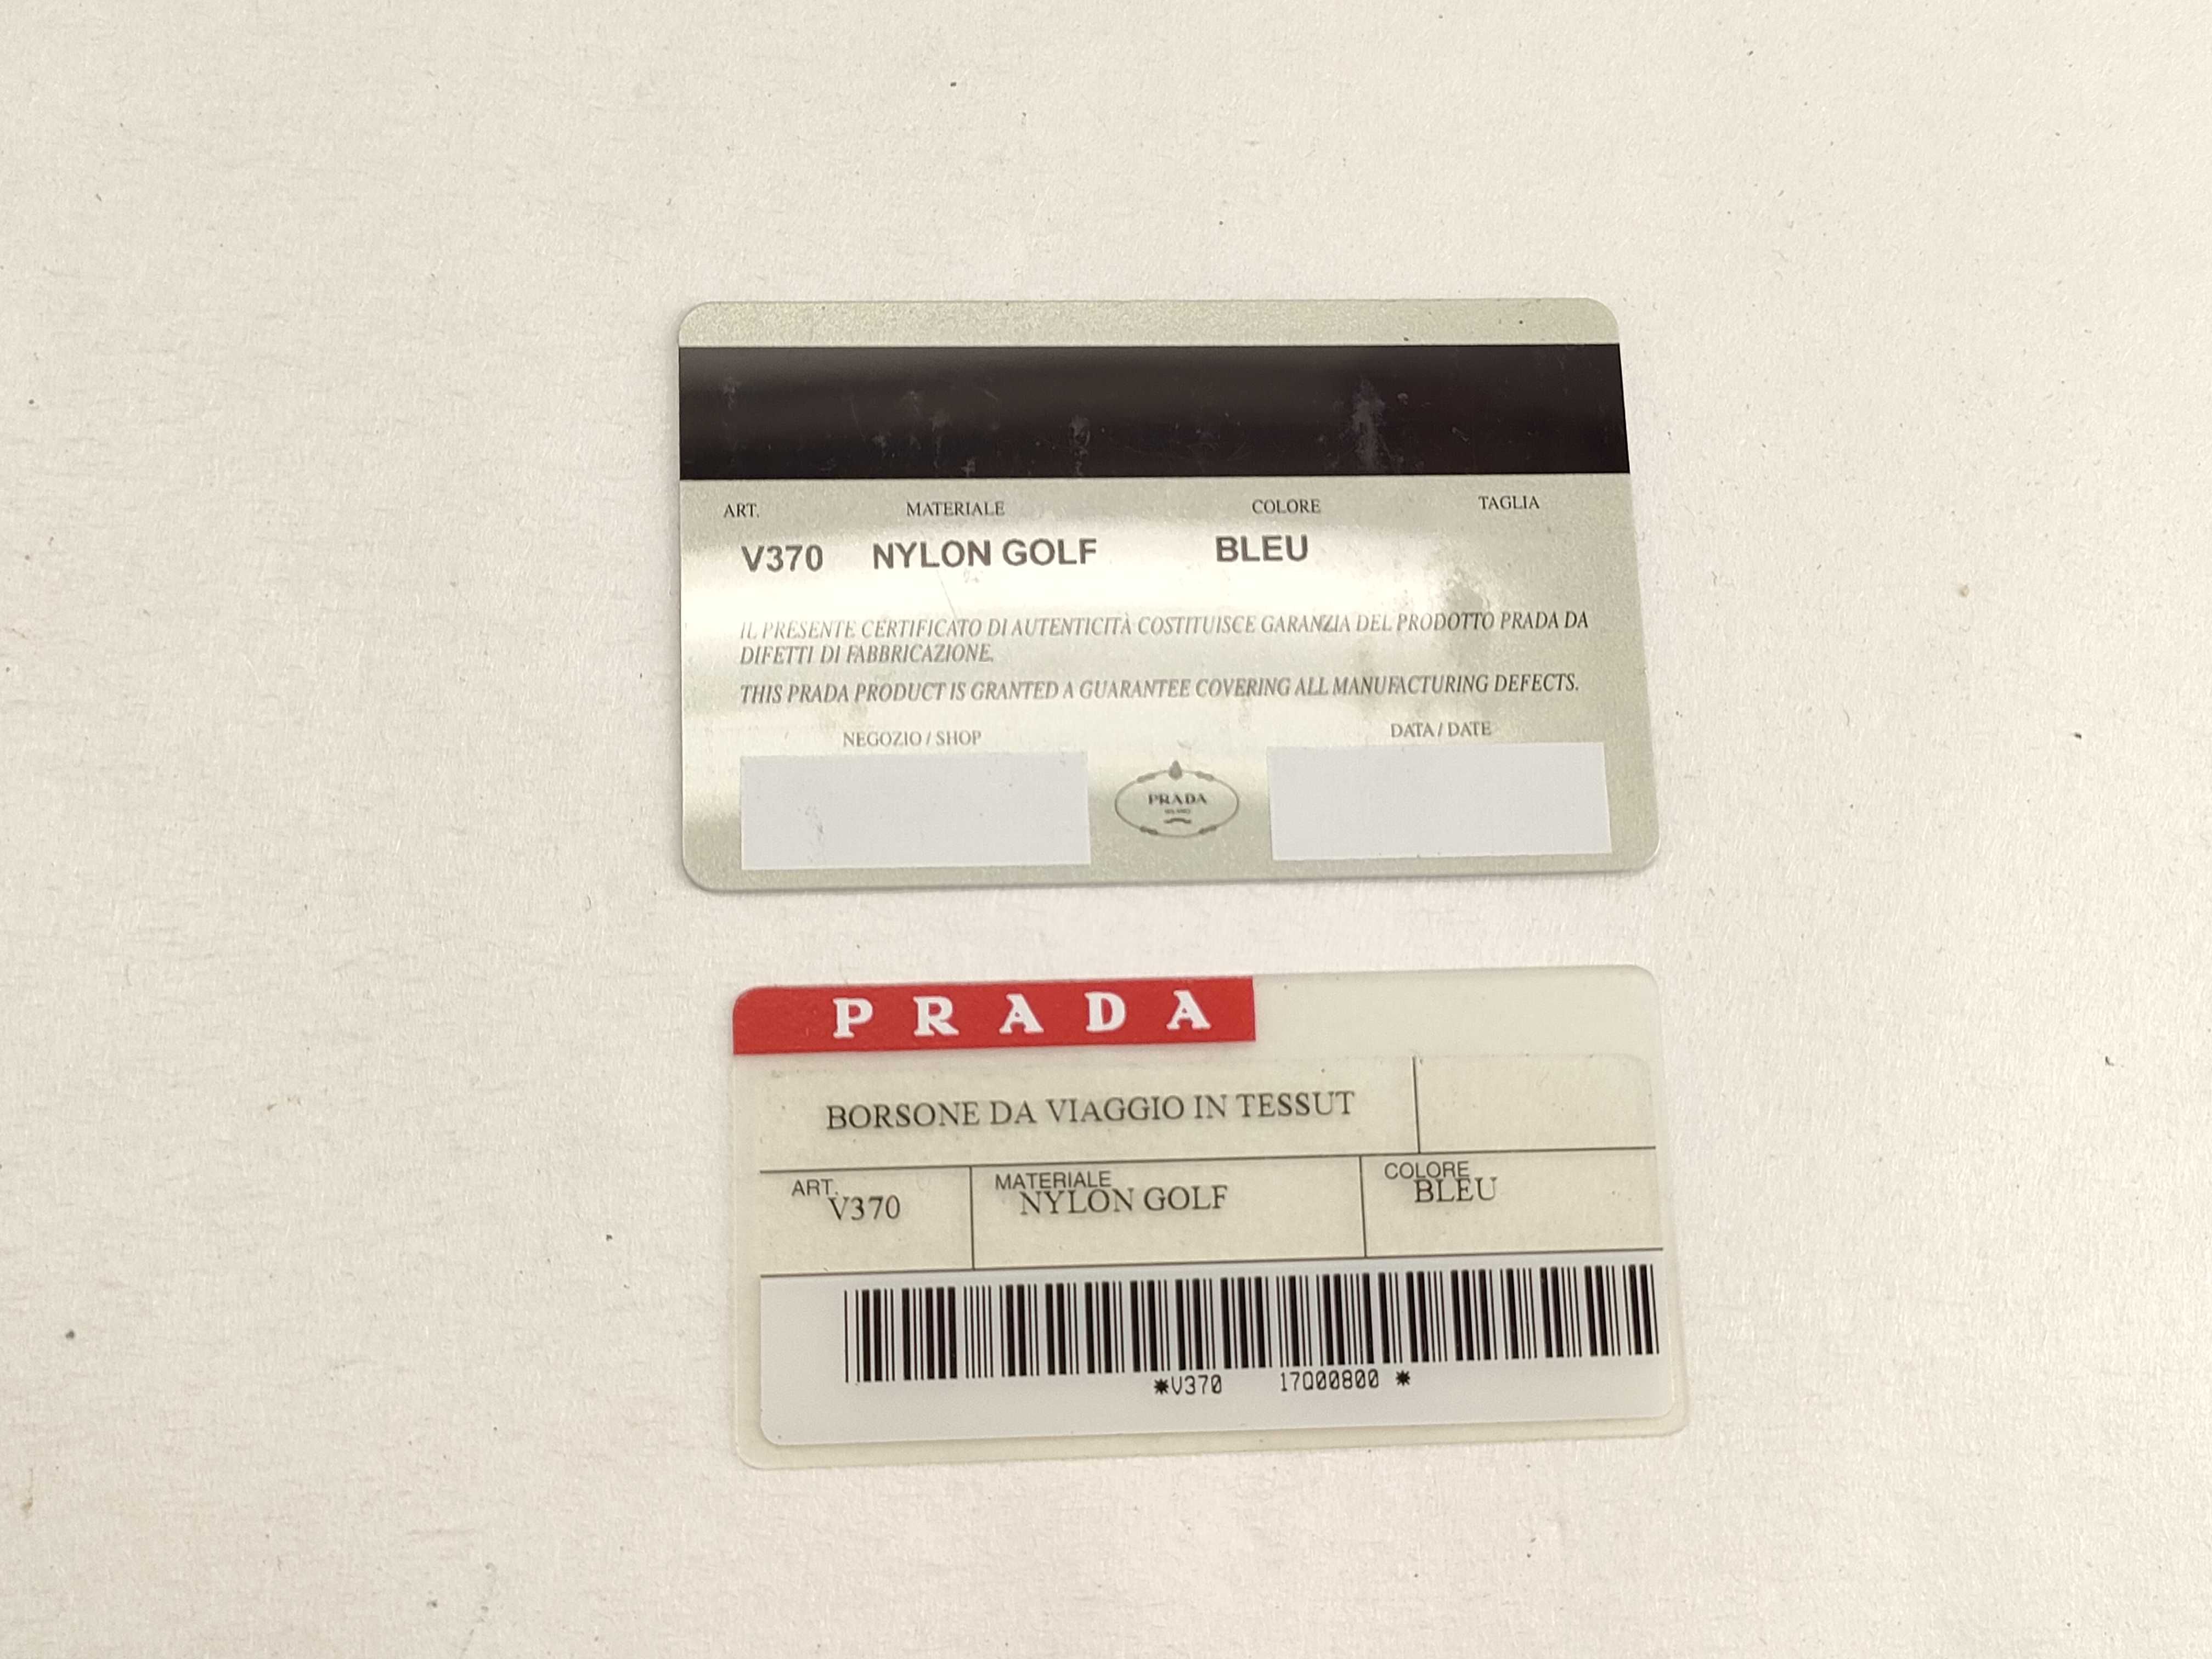 ART. MATERIALE COLORE TAGLIA
V370 NYLON GOLF BLEU
IL PRESENTE CERTIFICATO DI AUTENTICITÀ COSTITUISCE GARANZIA DEL PRODOTTO PRADA DA
DIFETTI DI FABBRICAZIONE.
THIS PRADA PRODUCT IS GRANTED A GUARANTEE COVERING ALL MANUFACTURING DEFECTS.
NEGOZIO / SHOP DATA / DATE
PRADA
PRADA
BORSONE DA VIAGGIO IN TESSUT
ART. MATERIALE COLORE
V370 NYLON GOLF BLEU
*V370 17Q00800 *